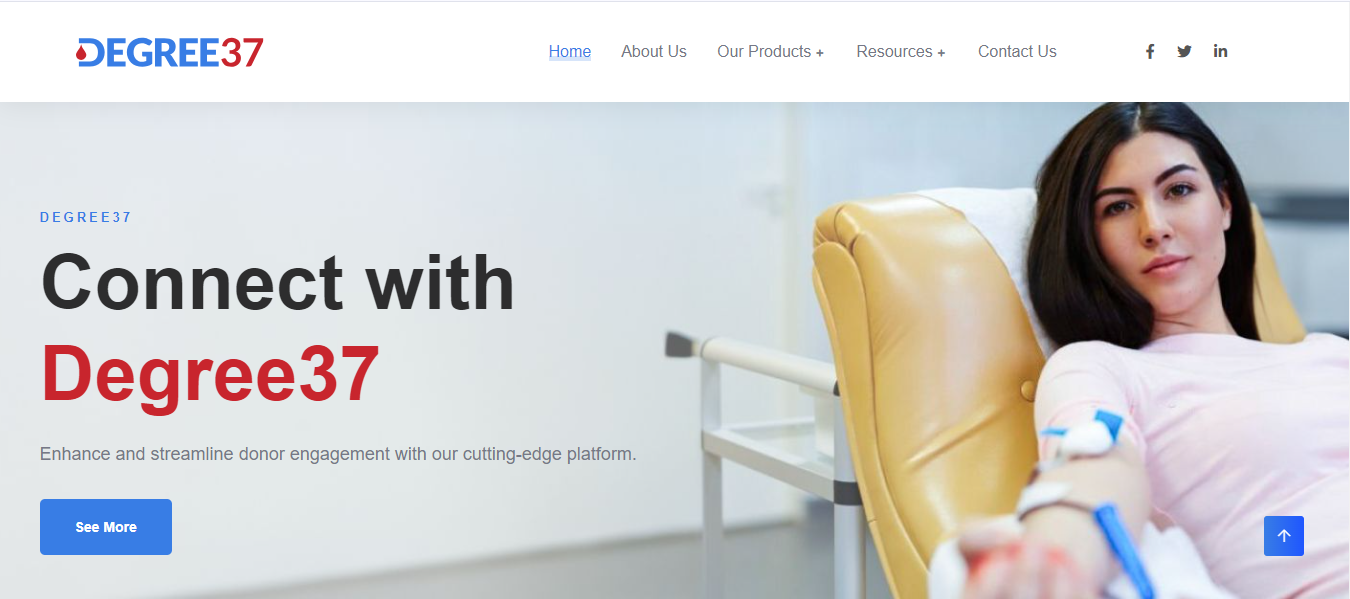 DEGREE37
Home About Us Our Products + Resources + Contact Us
DEGREE37
Connect with
Degree37
Enhance and streamline donor engagement with our cutting-edge platform.
See More